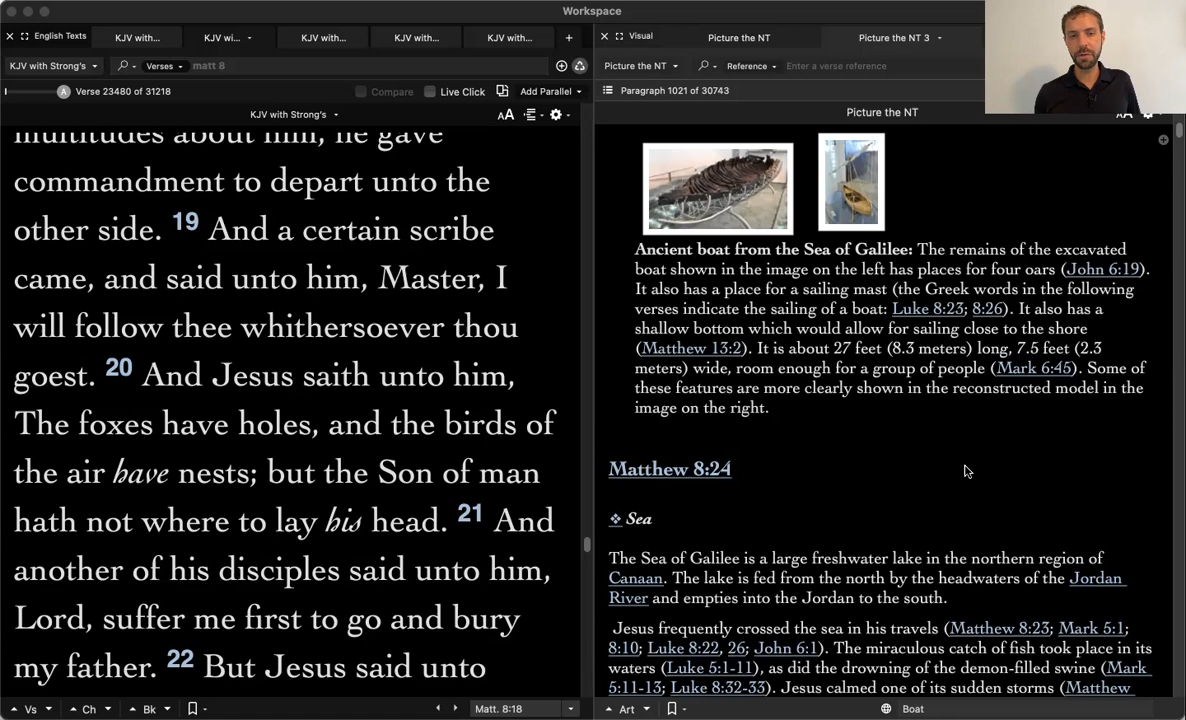 Workspace
English Texts
KJV with...
KJV wi...
KJV with...
KJV with...
KJV with...
KJV with Strong's
Verses
matt 8
Verse 23480 of 31218
Compare
Live Click
Add Parallel
KJV with Strong's
AA
multitudes about him, he gave
commandment to depart unto the
other side. 19 And a certain scribe
came, and said unto him, Master, I
will follow thee whithersoever thou
goest. 20 And Jesus saith unto him,
The foxes have holes, and the birds of
the air have nests; but the Son of man
hath not where to lay his head. 21 And
another of his disciples said unto him,
Lord, suffer me first to go and bury
my father. 22 But Jesus said unto
Vs
Ch
Bk
Matt. 8:18
Visual
Picture the NT
Picture the NT 3
Picture the NT
Reference
Enter a verse reference
Paragraph 1021 of 30743
Picture the NT
Ancient boat from the Sea of Galilee: The remains of the excavated
boat shown in the image on the left has places for four oars (John 6:19).
It also has a place for a sailing mast (the Greek words in the following
verses indicate the sailing of a boat: Luke 8:23; 8:26). It also has a
shallow bottom which would allow for sailing close to the shore
(Matthew 13:2). It is about 27 feet (8.3 meters) long, 7.5 feet (2.3
meters) wide, room enough for a group of people (Mark 6:45). Some of
these features are more clearly shown in the reconstructed model in the
image on the right.
Matthew 8:24
❖ Sea
The Sea of Galilee is a large freshwater lake in the northern region of
Canaan. The lake is fed from the north by the headwaters of the Jordan
River and empties into the Jordan to the south.
Jesus frequently crossed the sea in his travels (Matthew 8:23; Mark 5:1;
8:10; Luke 8:22, 26; John 6:1). The miraculous catch of fish took place in its
waters (Luke 5:1-11), as did the drowning of the demon-filled swine (Mark
5:11-13; Luke 8:32-33). Jesus calmed one of its sudden storms (Matthew
Art
Boat